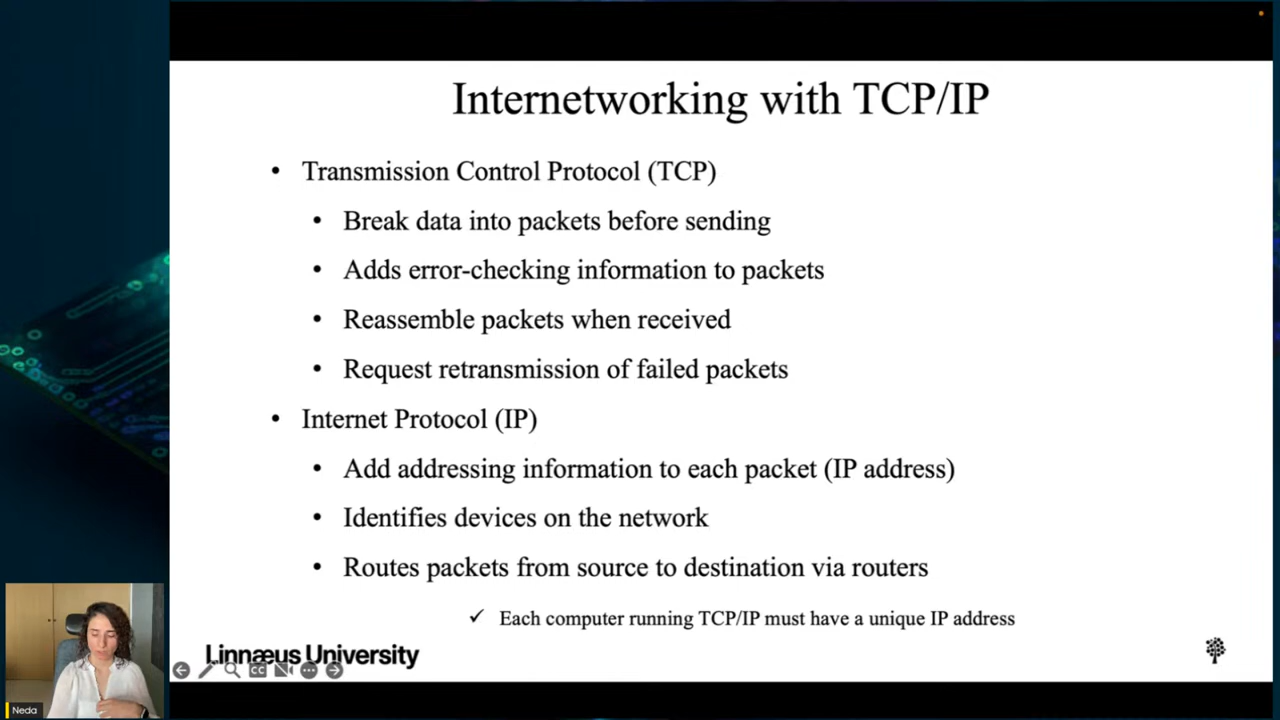 Internetworking with TCP/IP
• Transmission Control Protocol (TCP)
• Break data into packets before sending
• Adds error-checking information to packets
• Reassemble packets when received
• Request retransmission of failed packets
• Internet Protocol (IP)
• Add addressing information to each packet (IP address)
• Identifies devices on the network
• Routes packets from source to destination via routers
✓ Each computer running TCP/IP must have a unique IP address
Linnæus University
CC
Neda